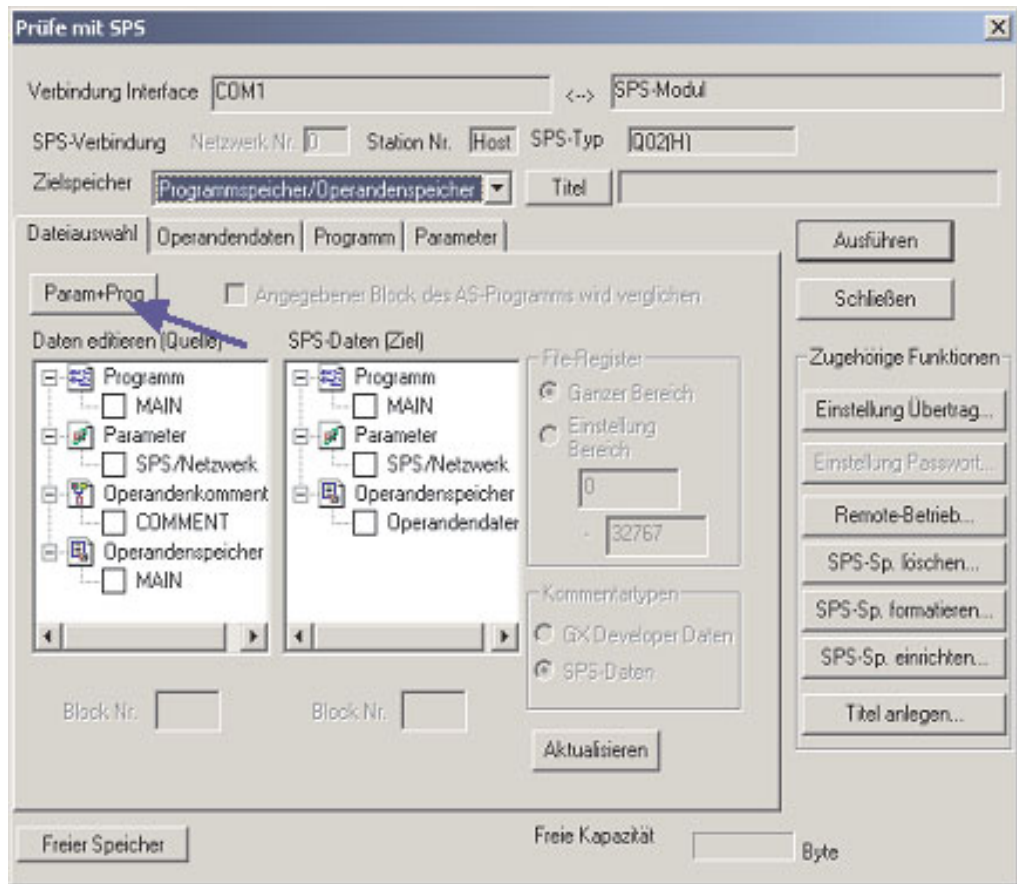 Prüfe mit SPS
Verbindung Interface COM1 <--> SPS-Modul
SPS-Verbindung Netzwerk Nr. 0 Station Nr. Host SPS-Typ Q02(H)
Zielspeicher Programmspeicher/Operandenspeicher Titel
Dateiauswahl Operandendaten Programm Parameter
Ausführen
Param+Prog Angegebener Block des AS-Programms wird verglichen
Schließen
Daten editieren (Quelle) SPS-Daten (Ziel)
Programm
MAIN
Parameter
SPS/Netzwerk
Operandenkomment
COMMENT
Operandenspeicher
MAIN
Programm
MAIN
Parameter
SPS/Netzwerk
Operandenspeicher
Operandendater
File-Register
Ganzer Bereich
Einstellung
Bereich
0
- 32767
Kommentartypen
GX Developer Daten
SPS-Daten
Zugehörige Funktionen
Einstellung Übertrag...
Einstellung Passwort...
Remote-Betrieb...
SPS-Sp. löschen...
SPS-Sp. formatieren...
SPS-Sp. einrichten...
Titel anlegen...
Block Nr. Block Nr.
Aktualisieren
Freier Speicher Freie Kapazität Byte